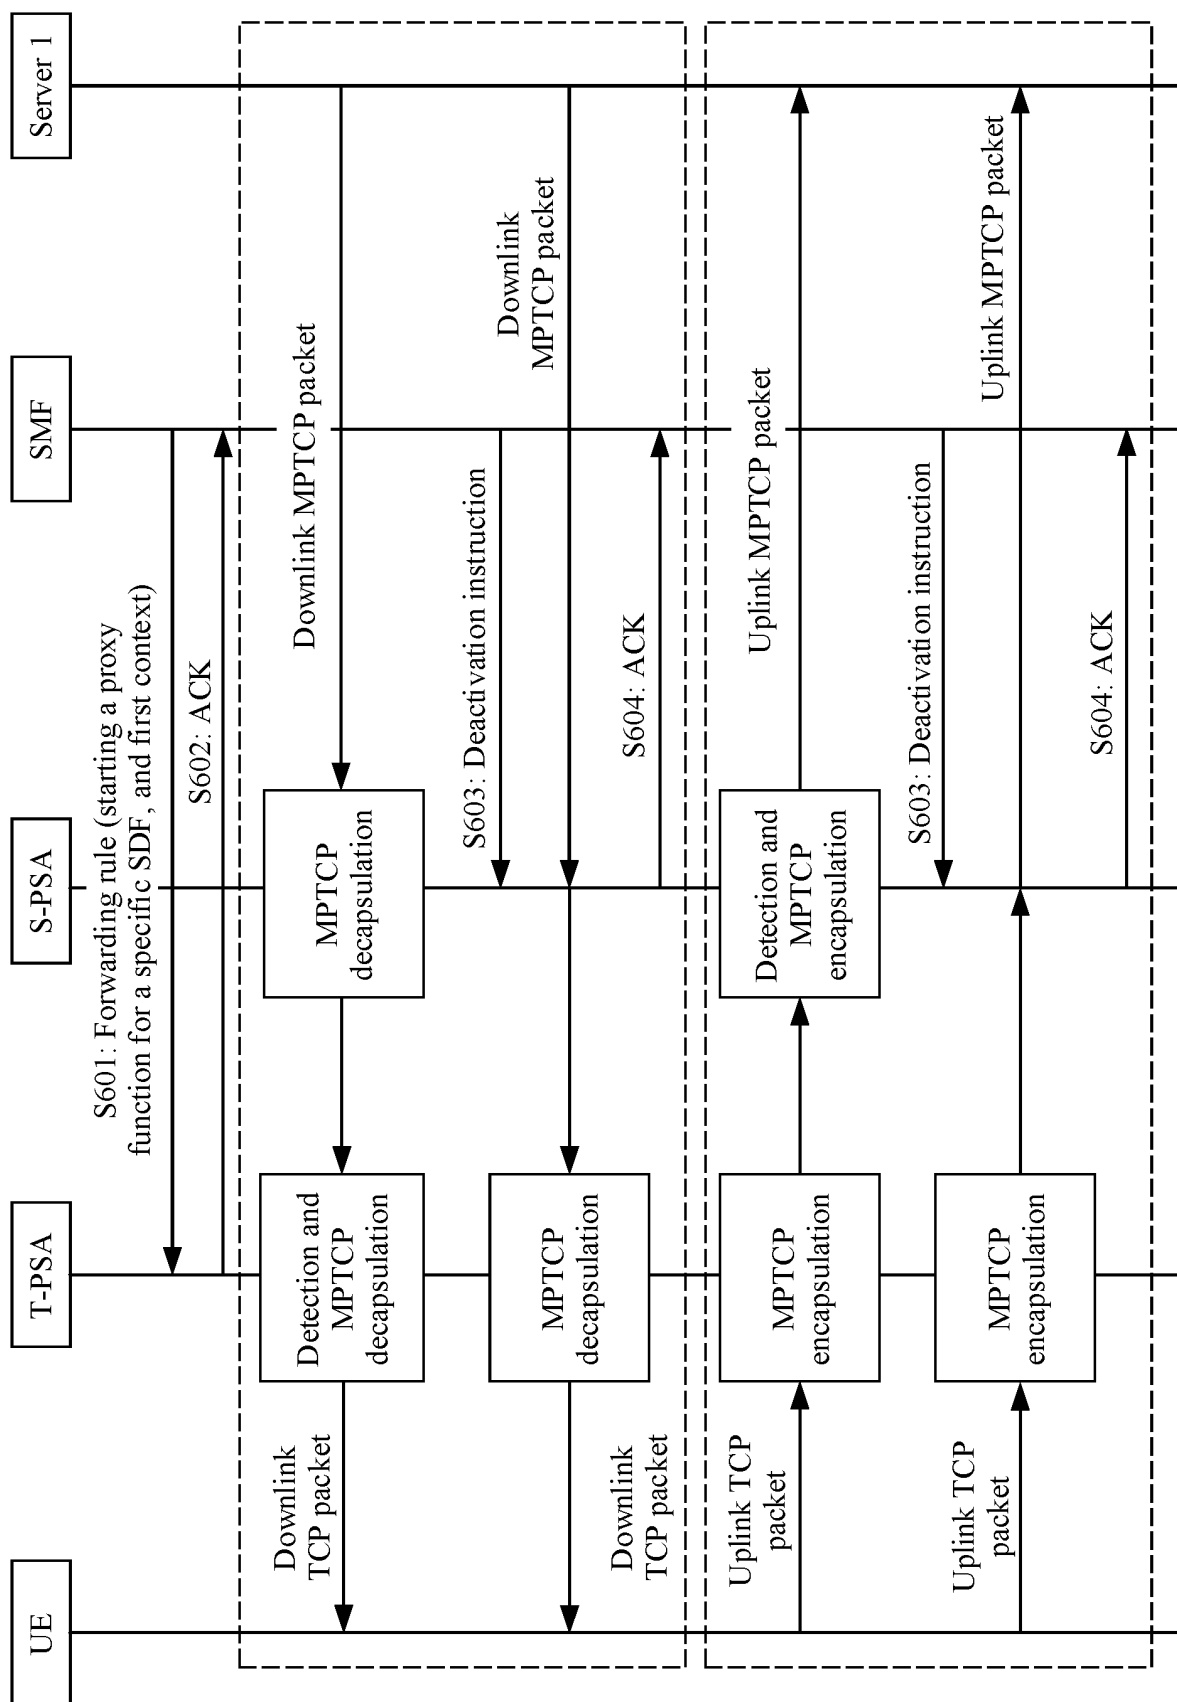 UE
T-PSA
S-PSA
SMF
Server 1
S601: Forwarding rule (starting a proxy
function for a specific SDF, and first context)
S602: ACK
Downlink
TCP packet
Detection and
MPTCP
decapsulation
MPTCP
decapsulation
Downlink MPTCP packet
S603: Deactivation instruction
Downlink
MPTCP packet
MPTCP
decapsulation
Downlink
TCP packet
S604: ACK
Uplink TCP
packet
MPTCP
encapsulation
Detection and
MPTCP
encapsulation
Uplink MPTCP packet
S603: Deactivation instruction
Uplink TCP
packet
MPTCP
encapsulation
Uplink MPTCP packet
S604: ACK